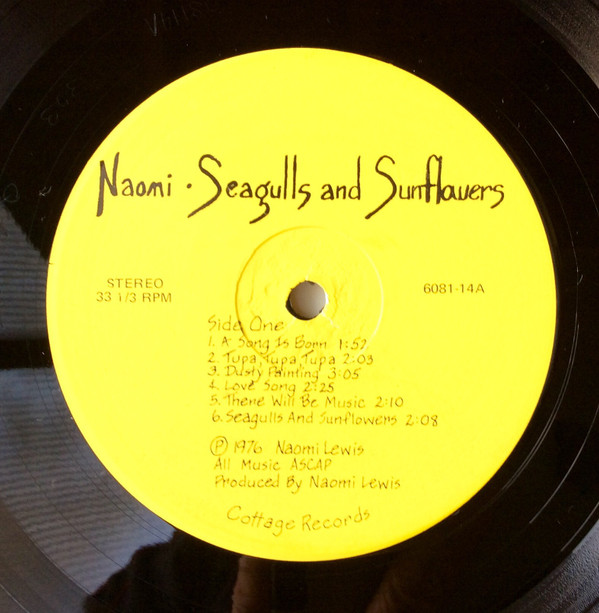 Naomi · Seagulls and Sunflowers
STEREO
33 1/3 RPM
6081-14A
Side One
1. A Song Is Born 1:52
2. Tupa, Tupa, Tupa 2:03
3. Dusty Painting 3:05
4. Love Song 2:25
5. There Will Be Music 2:10
6. Seagulls And Sunflowers 2:08
Ⓟ 1976 Naomi Lewis
All Music ASCAP
Produced By Naomi Lewis
Cottage Records